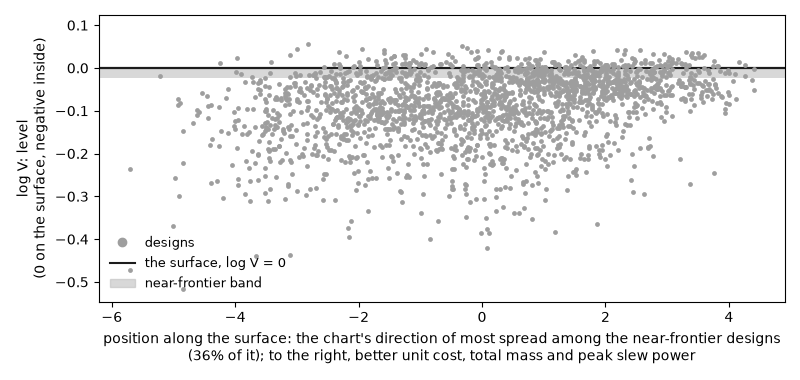 0.1
0.0
−0.1
−0.2
−0.3
−0.4
−0.5
log V: level
(0 on the surface, negative inside)
designs
the surface, log V = 0
near-frontier band
−6
−4
−2
0
2
4
position along the surface: the chart's direction of most spread among the near-frontier designs
(36% of it); to the right, better unit cost, total mass and peak slew power